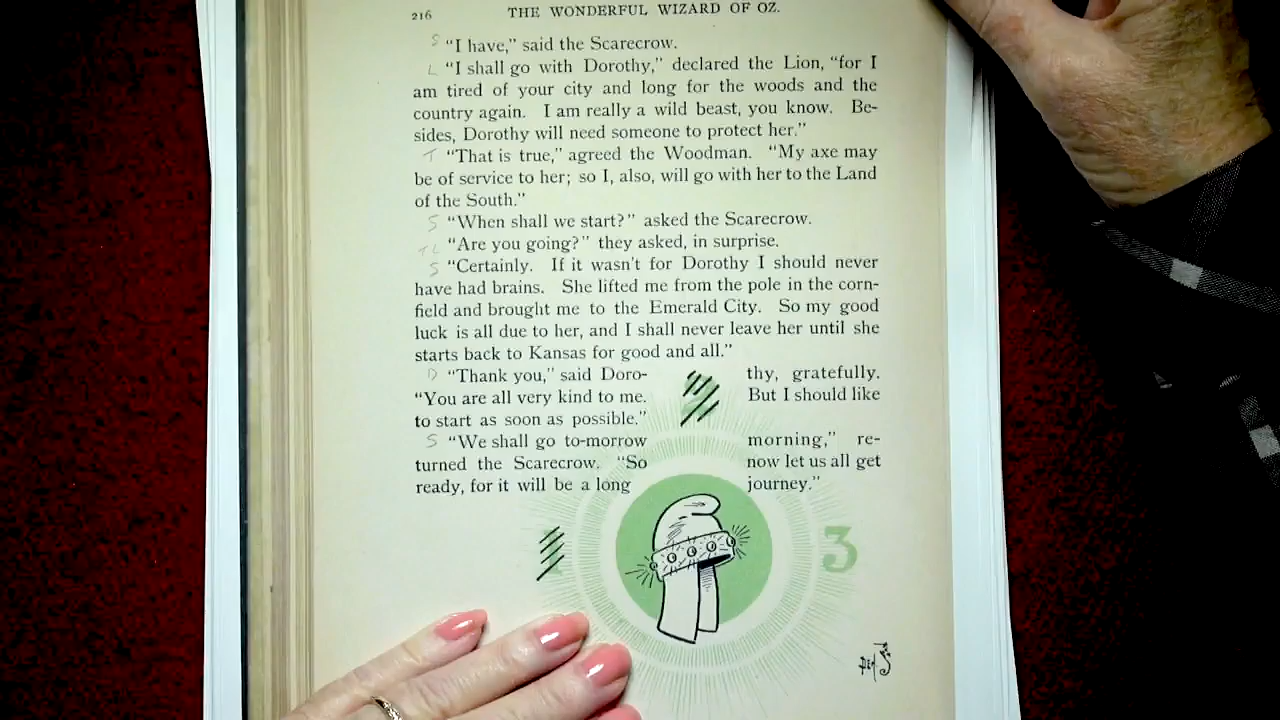 216 THE WONDERFUL WIZARD OF OZ.
S "I have," said the Scarecrow.
L "I shall go with Dorothy," declared the Lion, "for I
am tired of your city and long for the woods and the
country again. I am really a wild beast, you know. Be-
sides, Dorothy will need someone to protect her."
T "That is true," agreed the Woodman. "My axe may
be of service to her; so I, also, will go with her to the Land
of the South."
S "When shall we start?" asked the Scarecrow.
TL "Are you going?" they asked, in surprise.
S "Certainly. If it wasn't for Dorothy I should never
have had brains. She lifted me from the pole in the corn-
field and brought me to the Emerald City. So my good
luck is all due to her, and I shall never leave her until she
starts back to Kansas for good and all."
D "Thank you," said Doro- thy, gratefully.
"You are all very kind to me. But I should like
to start as soon as possible."
S "We shall go to-morrow morning," re-
turned the Scarecrow. "So now let us all get
ready, for it will be a long journey."
3